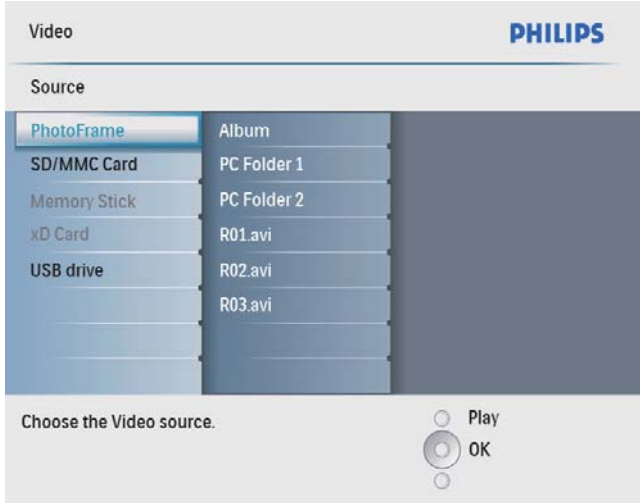 Video
PHILIPS
Source
PhotoFrame
SD/MMC Card
Memory Stick
xD Card
USB drive
Album
PC Folder 1
PC Folder 2
R01.avi
R02.avi
R03.avi
Choose the Video source.
Play
OK